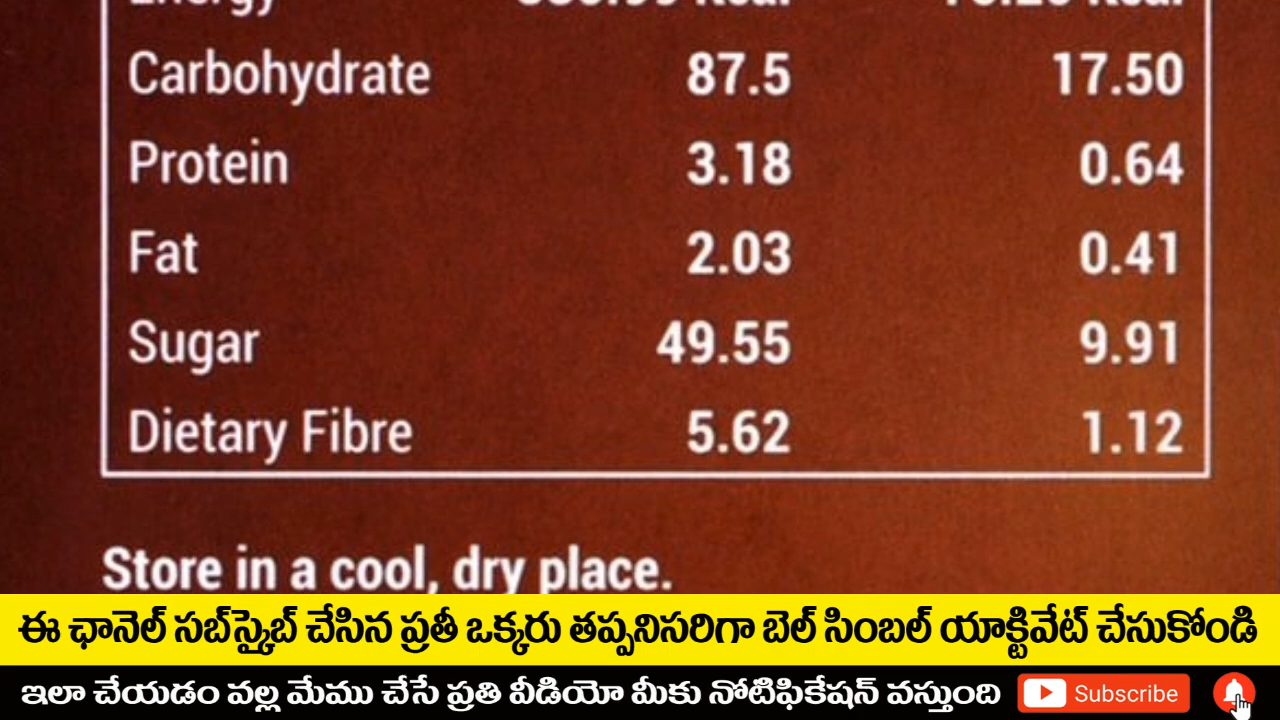 Carbohydrate 87.5 17.50
Protein 3.18 0.64
Fat 2.03 0.41
Sugar 49.55 9.91
Dietary Fibre 5.62 1.12
Store in a cool, dry place.
ఈ ఛానెల్ సబ్‌స్క్రైబ్ చేసిన ప్రతీ ఒక్కరు తప్పనిసరిగా బెల్ సింబల్ యాక్టివేట్ చేసుకోండి
ఇలా చేయడం వల్ల మేము చేసే ప్రతి వీడియో మీకు నోటిఫికేషన్ వస్తుంది Subscribe